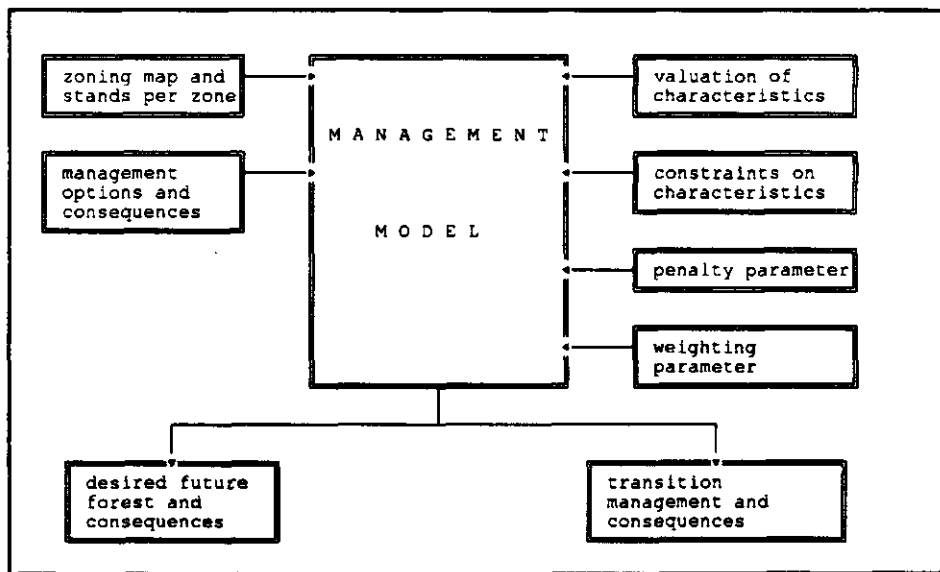 zoning map and
stands per zone
management
options and
consequences
M A N A G E M E N T
M O D E L
valuation of
characteristics
constraints on
characteristics
penalty parameter
weighting
parameter
desired future
forest and
consequences
transition
management and
consequences